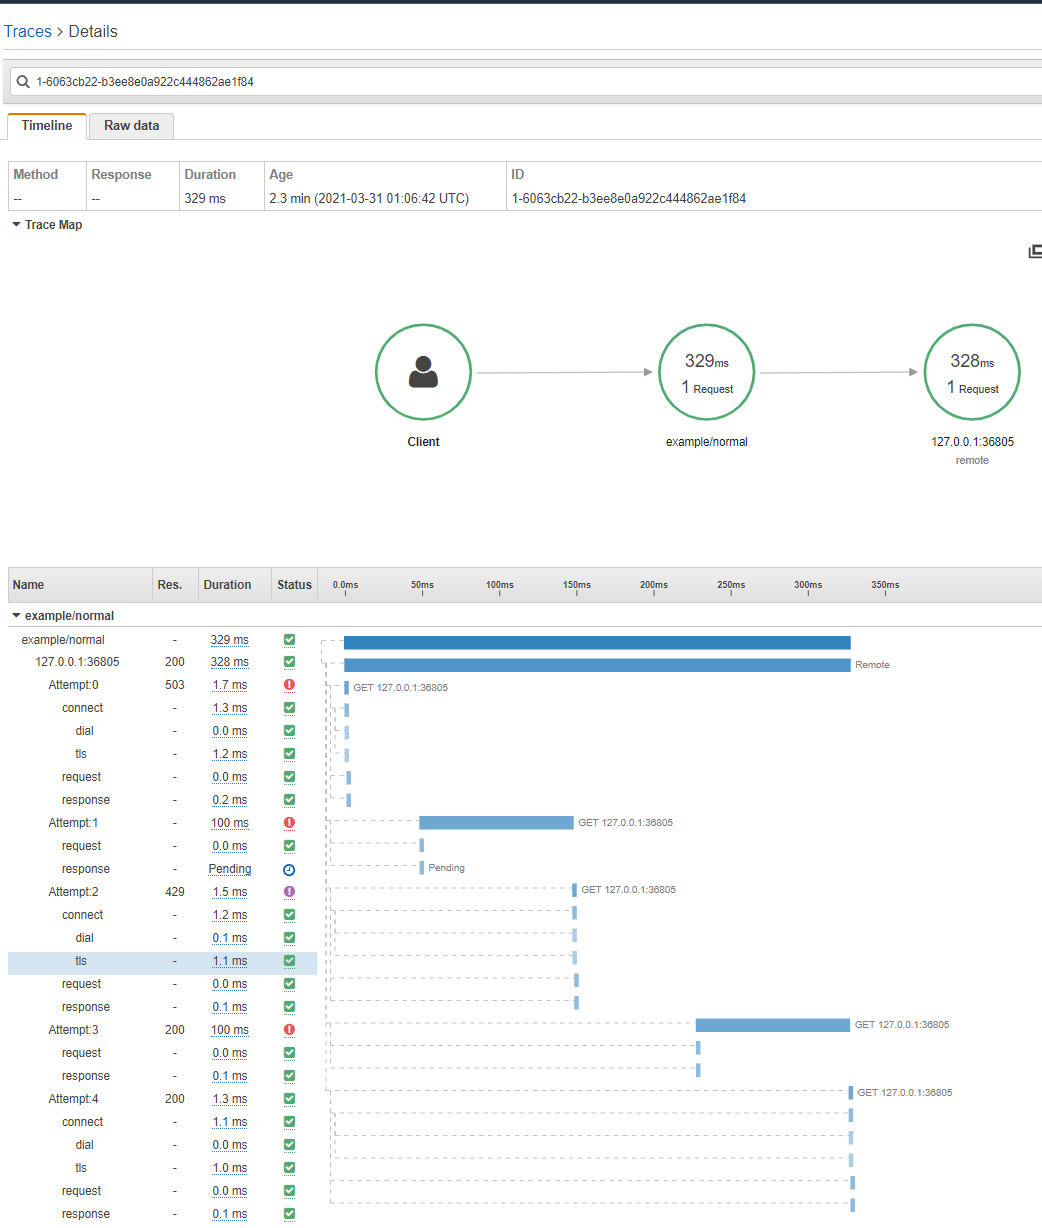 Traces > Details
1-6063cb22-b3ee8e0a922c444862ae1f84
Timeline Raw data
Method Response Duration Age ID
-- -- 329 ms 2.3 min (2021-03-31 01:06:42 UTC) 1-6063cb22-b3ee8e0a922c444862ae1f84
Trace Map
329ms 328ms
1 Request 1 Request
Client example/normal 127.0.0.1:36805
remote
Name Res. Duration Status 0.0ms 50ms 100ms 150ms 200ms 250ms 300ms 350ms
example/normal
example/normal - 329 ms
127.0.0.1:36805 200 328 ms Remote
Attempt:0 503 1.7 ms GET 127.0.0.1:36805
connect - 1.3 ms
dial - 0.0 ms
tls - 1.2 ms
request - 0.0 ms
response - 0.2 ms
Attempt:1 - 100 ms GET 127.0.0.1:36805
request - 0.0 ms
response - Pending Pending
Attempt:2 429 1.5 ms GET 127.0.0.1:36805
connect - 1.2 ms
dial - 0.1 ms
tls - 1.1 ms
request - 0.0 ms
response - 0.1 ms
Attempt:3 200 100 ms GET 127.0.0.1:36805
request - 0.0 ms
response - 0.1 ms
Attempt:4 200 1.3 ms GET 127.0.0.1:36805
connect - 1.1 ms
dial - 0.0 ms
tls - 1.0 ms
request - 0.0 ms
response - 0.1 ms